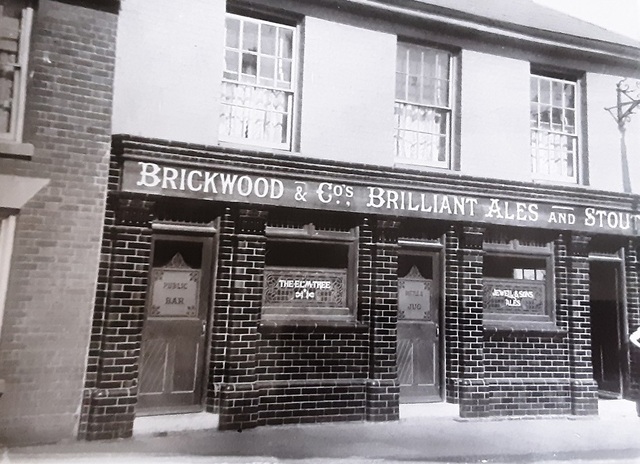 BRICKWOOD & CO'S. BRILLIANT ALES AND STOUT
PUBLIC
BAR
THE ELM TREE
JUG
ALES